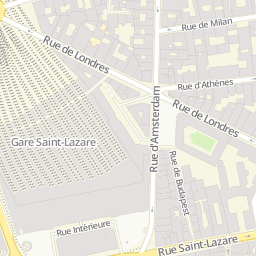 Rue de Milan
Rue de Londres
Rue d'Athènes
Rue de Londres
Rue d'Amsterdam
Gare Saint-Lazare
Rue de Budapest
Rue Intérieure
Rue Saint-Lazare